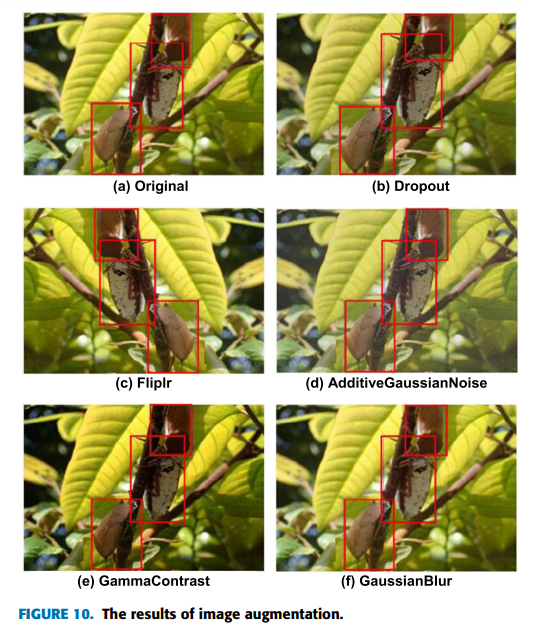 (a) Original
(b) Dropout
(c) Fliplr
(d) AdditiveGaussianNoise
(e) GammaContrast
(f) GaussianBlur
FIGURE 10. The results of image augmentation.